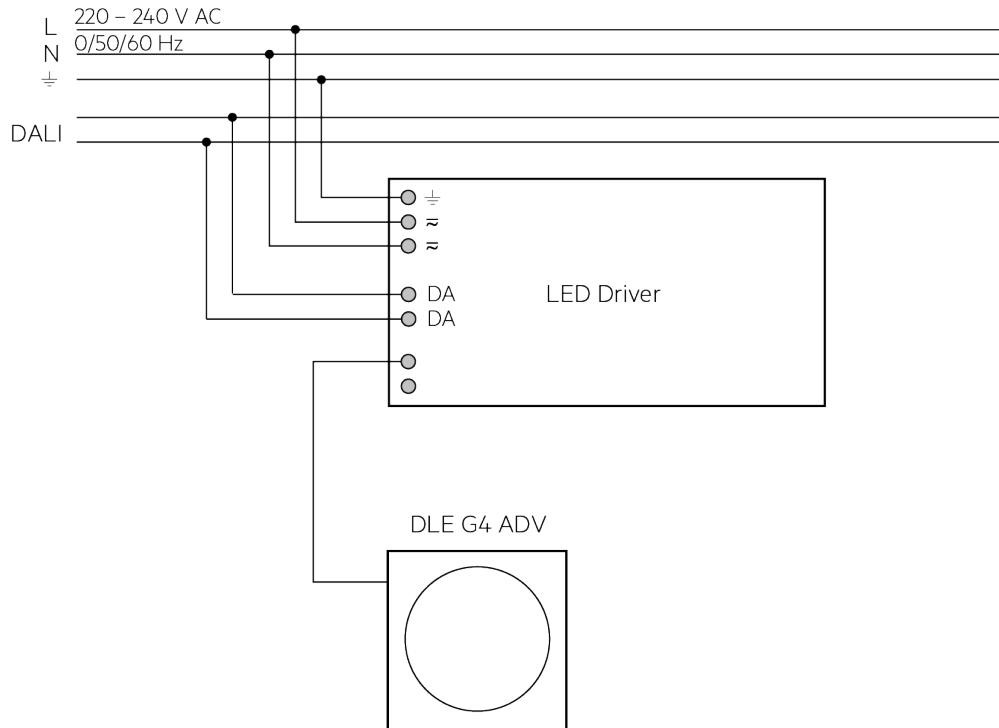 220 – 240 V AC
L
0/50/60 Hz
N
DALI
DA
LED Driver
DA
DLE G4 ADV